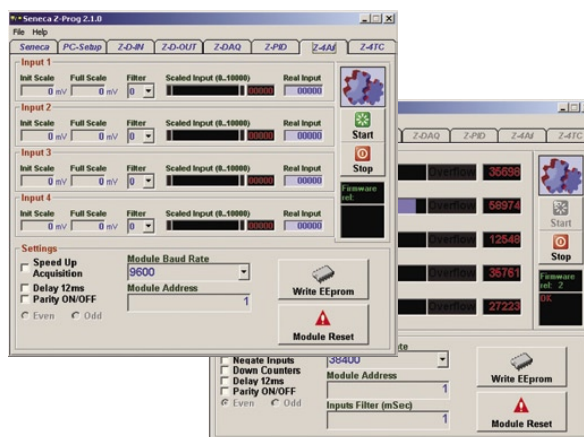 Seneca Z-Prog 2.1.0
File Help
Seneca PC-Setup Z-D-IN Z-D-OUT Z-DAQ Z-PID Z-4AI Z-4TC
Input 1
Init Scale Full Scale Filter Scaled Input (0..10000) Real Input
0 mV 0 mV 0 00000 00000
Input 2
Init Scale Full Scale Filter Scaled Input (0..10000) Real Input
0 mV 0 mV 0 00000 00000
Input 3
Init Scale Full Scale Filter Scaled Input (0..10000) Real Input
0 mV 0 mV 0 00000 00000
Input 4
Init Scale Full Scale Filter Scaled Input (0..10000) Real Input
0 mV 0 mV 0 00000 00000
Start
Stop
Firmware
rel:
Settings
Speed Up
Acquisition
Delay 12ms
Parity ON/OFF
Even Odd
Module Baud Rate
9600
Module Address
1
Write EEprom
Module Reset
Z-DAQ Z-PID Z-4AI Z-4TC
Overflow 35696
Overflow 58974
Overflow 12548
Overflow 35761
Overflow 27223
Start
Stop
Firmware
rel: 2
OK
Negate Inputs
Down Counters
Delay 12ms
Parity ON/OFF
Even Odd
38400
Module Address
1
Inputs Filter (mSec)
1
Write EEprom
Module Reset